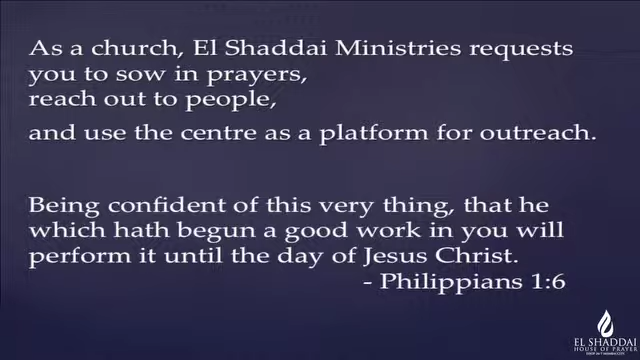 As a church, El Shaddai Ministries requests
you to sow in prayers,
reach out to people,
and use the centre as a platform for outreach.
Being confident of this very thing, that he
which hath begun a good work in you will
perform it until the day of Jesus Christ.
- Philippians 1:6
EL SHADDAI
HOUSE OF PRAYER